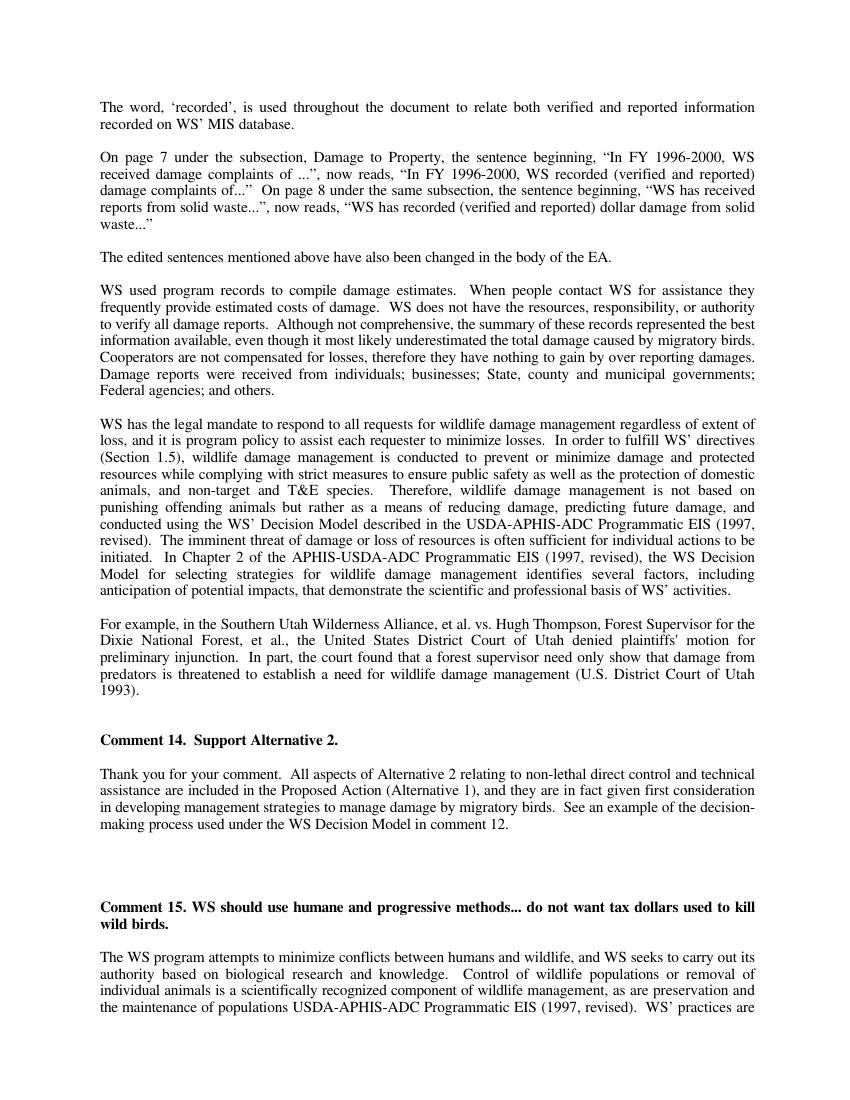 The word, ‘recorded’, is used throughout the document to relate both verified and reported information
recorded on WS’ MIS database.
On page 7 under the subsection, Damage to Property, the sentence beginning, “In FY 1996-2000, WS
received damage complaints of ...”, now reads, “In FY 1996-2000, WS recorded (verified and reported)
damage complaints of...” On page 8 under the same subsection, the sentence beginning, “WS has received
reports from solid waste...”, now reads, “WS has recorded (verified and reported) dollar damage from solid
waste...”
The edited sentences mentioned above have also been changed in the body of the EA.
WS used program records to compile damage estimates. When people contact WS for assistance they
frequently provide estimated costs of damage. WS does not have the resources, responsibility, or authority
to verify all damage reports. Although not comprehensive, the summary of these records represented the best
information available, even though it most likely underestimated the total damage caused by migratory birds.
Cooperators are not compensated for losses, therefore they have nothing to gain by over reporting damages.
Damage reports were received from individuals; businesses; State, county and municipal governments;
Federal agencies; and others.
WS has the legal mandate to respond to all requests for wildlife damage management regardless of extent of
loss, and it is program policy to assist each requester to minimize losses. In order to fulfill WS’ directives
(Section 1.5), wildlife damage management is conducted to prevent or minimize damage and protected
resources while complying with strict measures to ensure public safety as well as the protection of domestic
animals, and non-target and T&E species. Therefore, wildlife damage management is not based on
punishing offending animals but rather as a means of reducing damage, predicting future damage, and
conducted using the WS’ Decision Model described in the USDA-APHIS-ADC Programmatic EIS (1997,
revised). The imminent threat of damage or loss of resources is often sufficient for individual actions to be
initiated. In Chapter 2 of the APHIS-USDA-ADC Programmatic EIS (1997, revised), the WS Decision
Model for selecting strategies for wildlife damage management identifies several factors, including
anticipation of potential impacts, that demonstrate the scientific and professional basis of WS’ activities.
For example, in the Southern Utah Wilderness Alliance, et al. vs. Hugh Thompson, Forest Supervisor for the
Dixie National Forest, et al., the United States District Court of Utah denied plaintiffs' motion for
preliminary injunction. In part, the court found that a forest supervisor need only show that damage from
predators is threatened to establish a need for wildlife damage management (U.S. District Court of Utah
1993).
Comment 14. Support Alternative 2.
Thank you for your comment. All aspects of Alternative 2 relating to non-lethal direct control and technical
assistance are included in the Proposed Action (Alternative 1), and they are in fact given first consideration
in developing management strategies to manage damage by migratory birds. See an example of the decision-
making process used under the WS Decision Model in comment 12.
Comment 15. WS should use humane and progressive methods... do not want tax dollars used to kill
wild birds.
The WS program attempts to minimize conflicts between humans and wildlife, and WS seeks to carry out its
authority based on biological research and knowledge. Control of wildlife populations or removal of
individual animals is a scientifically recognized component of wildlife management, as are preservation and
the maintenance of populations USDA-APHIS-ADC Programmatic EIS (1997, revised). WS’ practices are